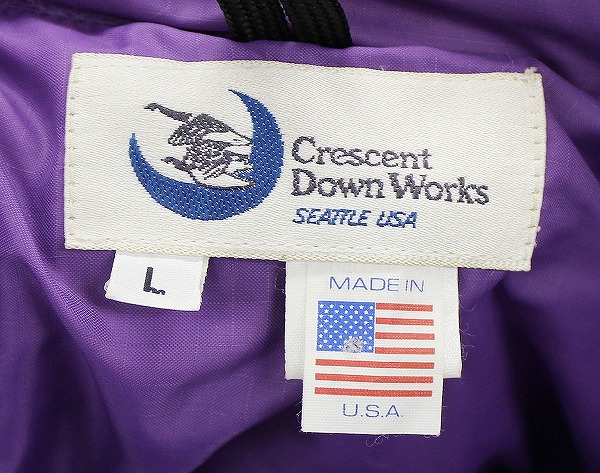 Crescent
Down Works
SEATTLE USA
L
MADE IN
U.S.A.